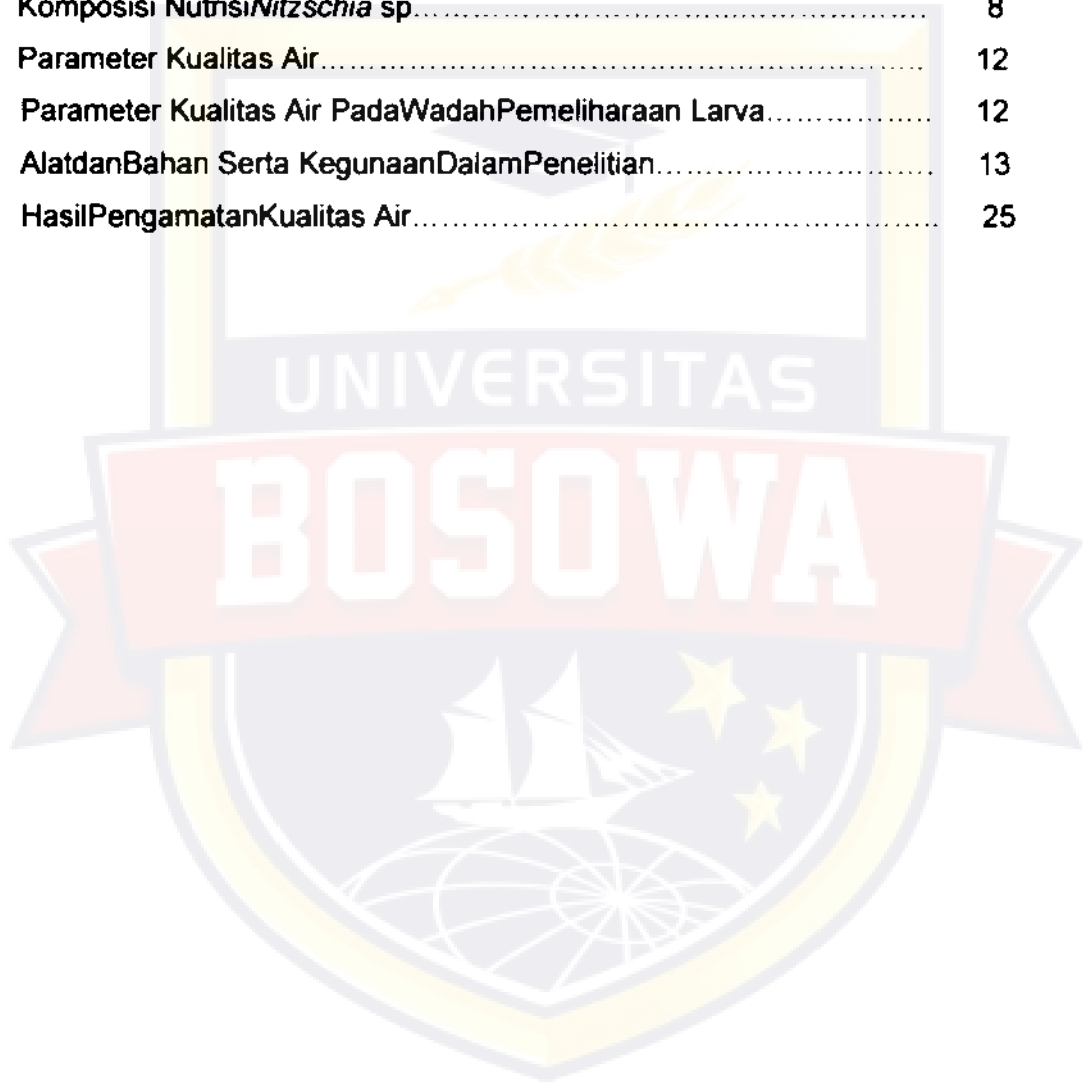 Komposisi NutrisiNitzschia sp........................................................ 8
Parameter Kualitas Air................................................................ 12
Parameter Kualitas Air PadaWadahPemeliharaan Larva................. 12
AlatdanBahan Serta KegunaanDalamPenelitian............................ 13
HasilPengamatanKualitas Air......................................................... 25
UNIVERSITAS
BOSOWA